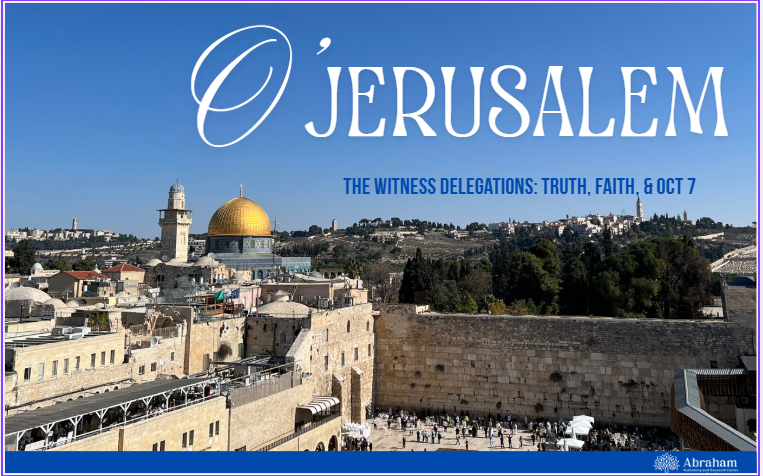 O'JERUSALEM
THE WITNESS DELEGATIONS: TRUTH, FAITH, & OCT 7
Abraham